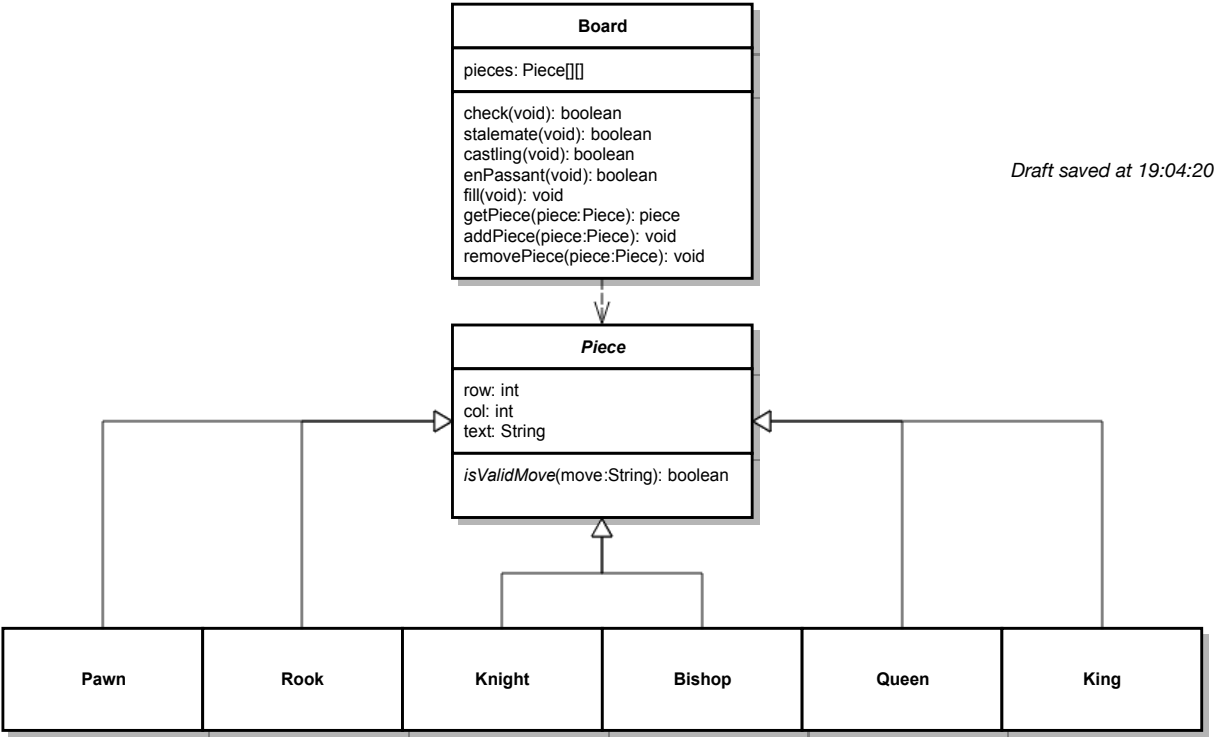 Board
pieces: Piece[][]
check(void): boolean
stalemate(void): boolean
castling(void): boolean
enPassant(void): boolean
fill(void): void
getPiece(piece:Piece): piece
addPiece(piece:Piece): void
removePiece(piece:Piece): void
Draft saved at 19:04:20
Piece
row: int
col: int
text: String
isValidMove(move:String): boolean
Pawn
Rook
Knight
Bishop
Queen
King